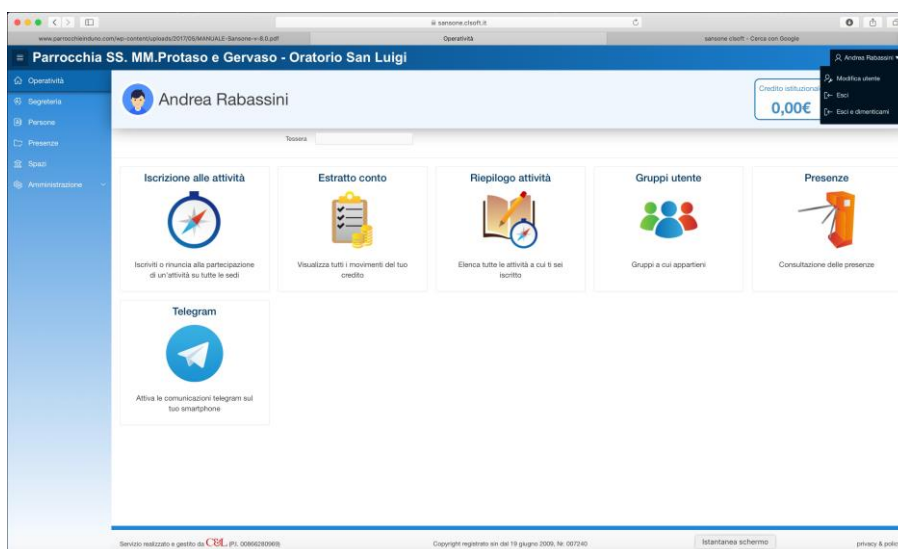 sansone.clsoft.it
www.parrocchieinduno.com/wp-content/uploads/2017/05/MANUALE-Sansone-v-8.0.pdf
Operatività
sansone clsoft - Cerca con Google
Parrocchia SS. MM.Protaso e Gervaso - Oratorio San Luigi
Andrea Rabassini
Modifica utente
Esci
Esci e dimenticami
Operatività
Segreteria
Persone
Presenze
Spazi
Amministrazione
Andrea Rabassini
Credito istituzional
0,00€
Tessera
Iscrizione alle attività
Iscriviti o rinuncia alla partecipazione
di un'attività su tutte le sedi
Estratto conto
Visualizza tutti i movimenti del tuo
credito
Riepilogo attività
Elenca tutte le attività a cui ti sei
iscritto
Gruppi utente
Gruppi a cui appartieni
Presenze
Consultazione delle presenze
Telegram
Attiva le comunicazioni telegram sul
tuo smartphone
Servizio realizzato e gestito da C&L (P.I. 00866280969)
Copyright registrato sin dal 19 giugno 2009, Nr. 007240
Istantanea schermo
privacy & polic